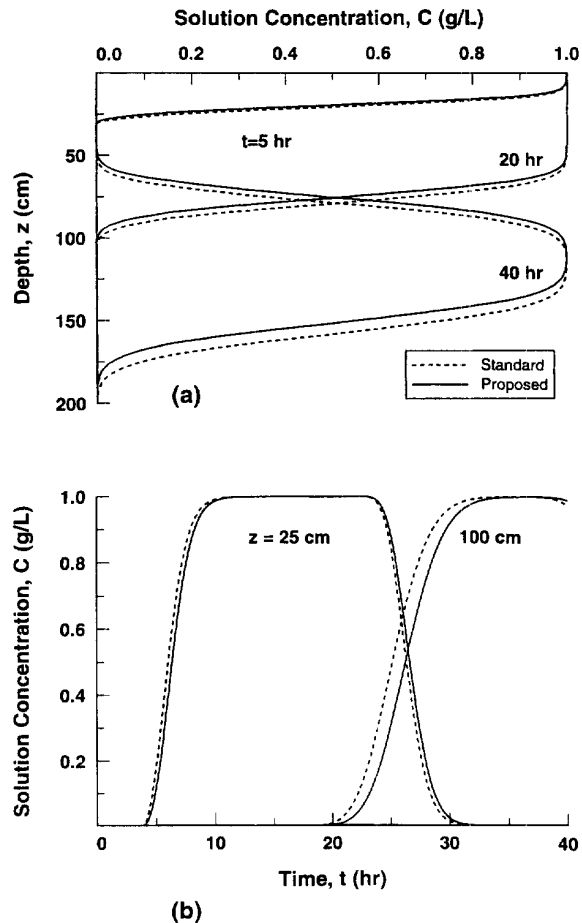 Solution Concentration, C (g/L)
0.0 0.2 0.4 0.6 0.8 1.0
50
100
150
200
Depth, z (cm)
t=5 hr
20 hr
40 hr
Standard
Proposed
(a)
1.0
0.8
0.6
0.4
0.2
Solution Concentration, C (g/L)
z = 25 cm
100 cm
0 10 20 30 40
Time, t (hr)
(b)